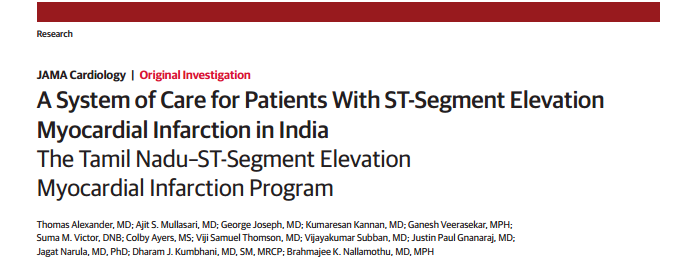 Research
JAMA Cardiology | Original Investigation
A System of Care for Patients With ST-Segment Elevation
Myocardial Infarction in India
The Tamil Nadu–ST-Segment Elevation
Myocardial Infarction Program
Thomas Alexander, MD; Ajit S. Mullasari, MD; George Joseph, MD; Kumaresan Kannan, MD; Ganesh Veerasekar, MPH;
Suma M. Victor, DNB; Colby Ayers, MS; Viji Samuel Thomson, MD; Vijayakumar Subban, MD; Justin Paul Gnanaraj, MD;
Jagat Narula, MD, PhD; Dharam J. Kumbhani, MD, SM, MRCP; Brahmajee K. Nallamothu, MD, MPH